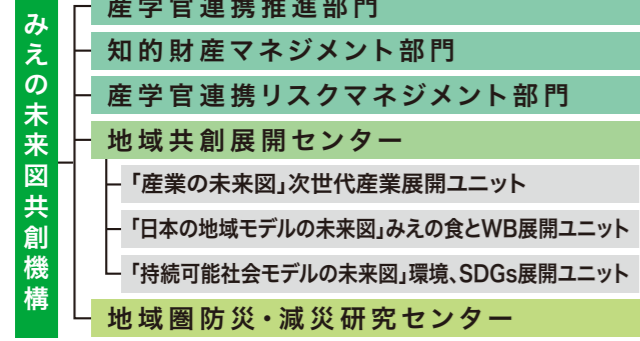 みえの未来図共創機構
産学官連携推進部門
知的財産マネジメント部門
産学官連携リスクマネジメント部門
地域共創展開センター
「産業の未来図」次世代産業展開ユニット
「日本の地域モデルの未来図」みえの食とWB展開ユニット
「持続可能社会モデルの未来図」環境、SDGs展開ユニット
地域圏防災・減災研究センター